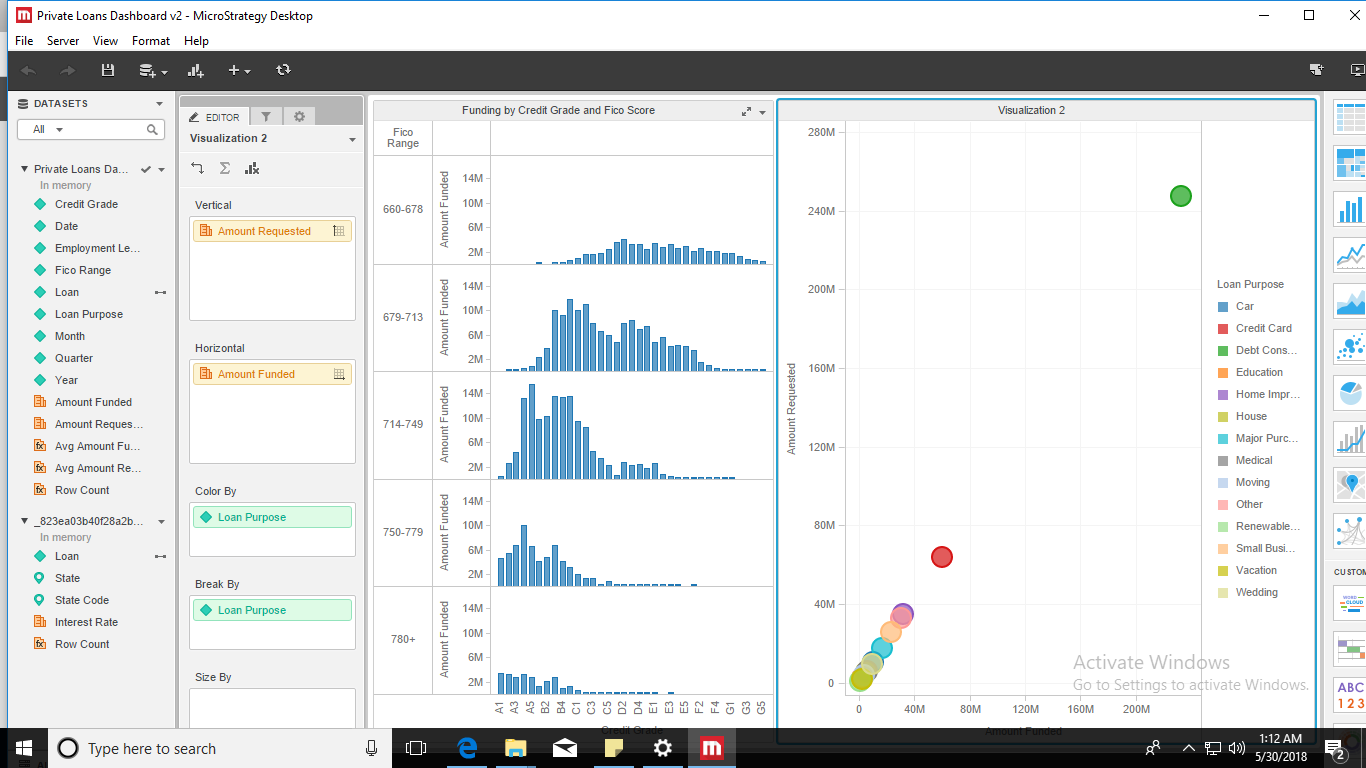 Private Loans Dashboard v2 - MicroStrategy Desktop
File Server View Format Help
DATASETS
All
Private Loans Da...
In memory
Credit Grade
Date
Employment Le...
Fico Range
Loan
Loan Purpose
Month
Quarter
Year
Amount Funded
Amount Reques...
Avg Amount Fu...
Avg Amount Re...
Row Count
_823ea03b40f28a2b...
In memory
Loan
State
State Code
Interest Rate
Row Count
EDITOR
Visualization 2
Vertical
Amount Requested
Horizontal
Amount Funded
Color By
Loan Purpose
Break By
Loan Purpose
Size By
Funding by Credit Grade and Fico Score
Fico
Range
660-678
Amount Funded
14M
10M
6M
2M
679-713
Amount Funded
14M
10M
6M
2M
714-749
Amount Funded
14M
10M
6M
2M
750-779
Amount Funded
14M
10M
6M
2M
780+
Amount Funded
14M
10M
6M
2M
A1 A3 A5 B2 B4 C1 C3 C5 D2 D4 E1 E3 E5 F2 F4 G1 G3 G5
Credit Grade
Visualization 2
280M
240M
200M
160M
120M
80M
40M
0
Amount Requested
0 40M 80M 120M 160M 200M
Amount Funded
Loan Purpose
Car
Credit Card
Debt Cons...
Education
Home Impr...
House
Major Purc...
Medical
Moving
Other
Renewable...
Small Busi...
Vacation
Wedding
Activate Windows
Go to Settings to activate Windows.
CUSTOM
WORD
CLOUD
ABC
123
Type here to search
1:12 AM
5/30/2018
2